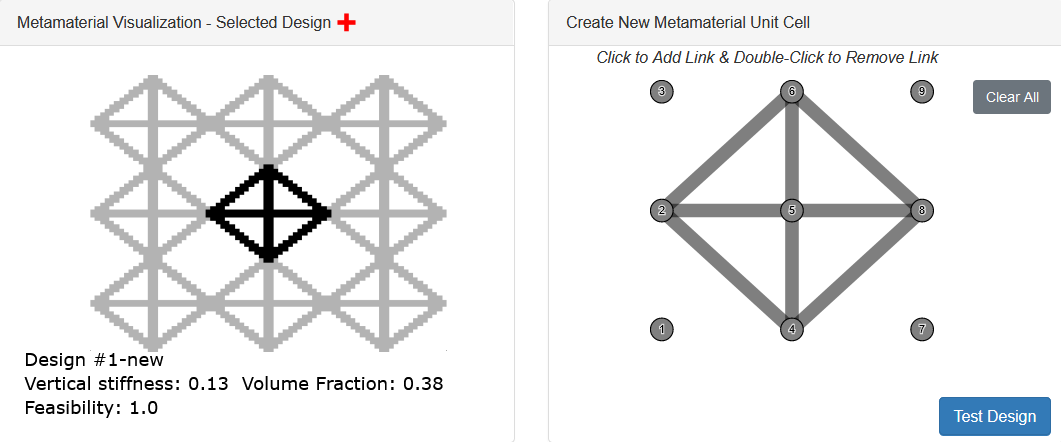 Metamaterial Visualization - Selected Design
Design #1-new
Vertical stiffness: 0.13 Volume Fraction: 0.38
Feasibility: 1.0
Create New Metamaterial Unit Cell
Click to Add Link & Double-Click to Remove Link
3 6 9
Clear All
2 5 8
1 4 7
Test Design